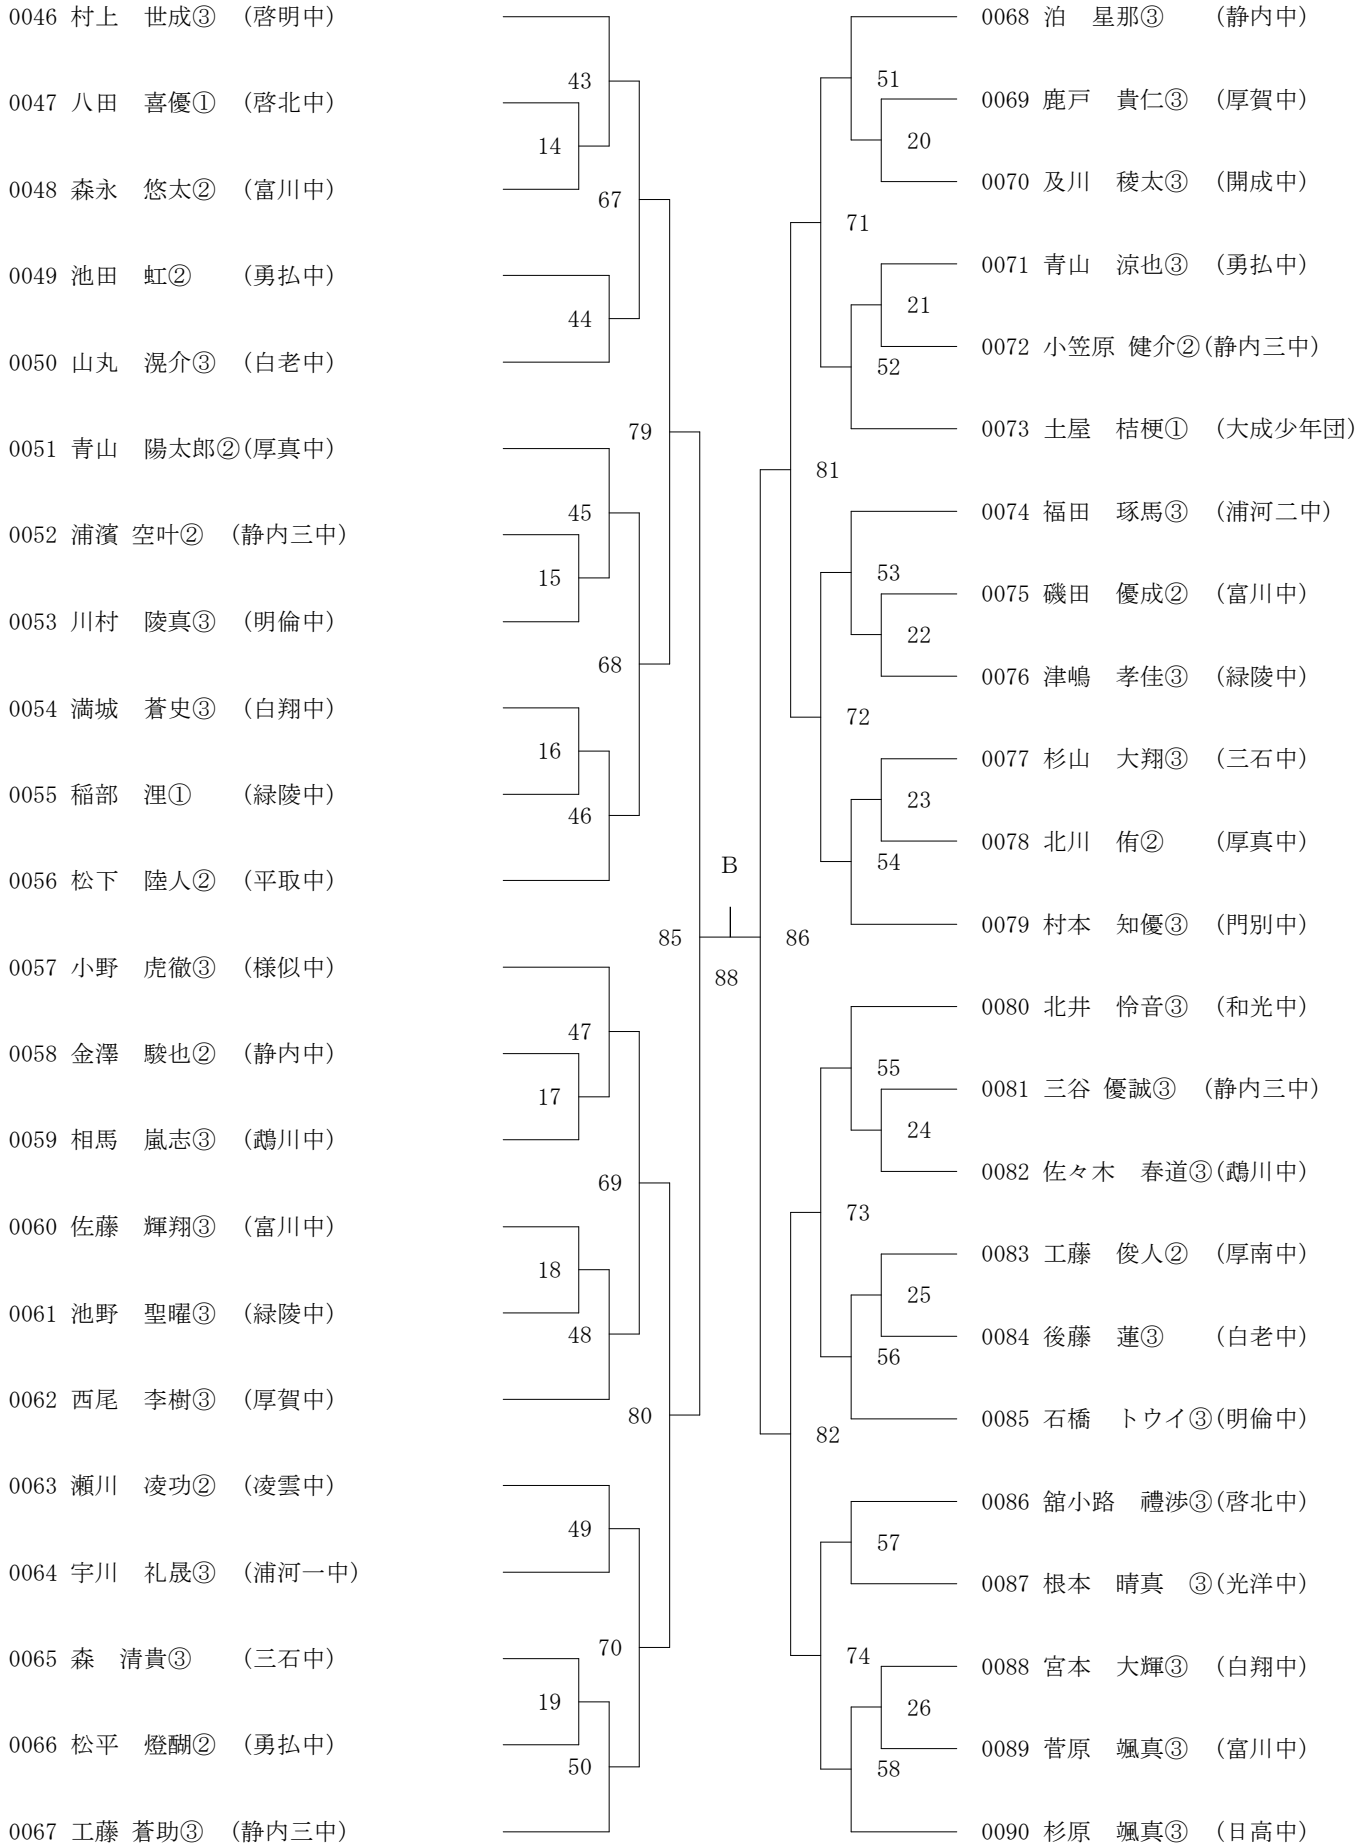 0046 村上　世成③　(啓明中)
43
0047 八田　喜優①　(啓北中)
14
0048 森永　悠太②　(富川中)
67
0049 池田　虹②　　(勇払中)
44
0050 山丸　滉介③　(白老中)
79
0051 青山　陽太郎②(厚真中)
45
0052 浦濱 空叶②　(静内三中)
15
0053 川村　陵真③　(明倫中)
68
0054 満城　蒼史③　(白翔中)
16
0055 稲部　浬①　　(緑陵中)
46
0056 松下　陸人②　(平取中)
85
0057 小野　虎徹③　(様似中)
47
0058 金澤　駿也②　(静内中)
17
0059 相馬　嵐志③　(鵡川中)
69
0060 佐藤　輝翔③　(富川中)
18
0061 池野　聖曜③　(緑陵中)
48
0062 西尾　李樹③　(厚賀中)
80
0063 瀬川　凌功②　(凌雲中)
49
0064 宇川　礼晟③　(浦河一中)
70
0065 森　清貴③　　(三石中)
19
0066 松平　燈醐②　(勇払中)
50
0067 工藤 蒼助③　(静内三中)
B
88
0068 泊　星那③　　(静内中)
51
0069 鹿戸　貴仁③　(厚賀中)
20
0070 及川　稜太③　(開成中)
71
0071 青山　涼也③　(勇払中)
21
0072 小笠原 健介②(静内三中)
52
0073 土屋　桔梗①　(大成少年団)
81
0074 福田　琢馬③　(浦河二中)
53
0075 磯田　優成②　(富川中)
22
0076 津嶋　孝佳③　(緑陵中)
72
0077 杉山　大翔③　(三石中)
23
0078 北川　侑②　　(厚真中)
54
0079 村本　知優③　(門別中)
86
0080 北井　怜音③　(和光中)
55
0081 三谷 優誠③　(静内三中)
24
0082 佐々木　春道③(鵡川中)
73
0083 工藤　俊人②　(厚南中)
25
0084 後藤　蓮③　　(白老中)
56
0085 石橋　トウイ③(明倫中)
82
0086 舘小路　禮渉③(啓北中)
57
0087 根本　晴真　③(光洋中)
74
0088 宮本　大輝③　(白翔中)
26
0089 菅原　颯真③　(富川中)
58
0090 杉原　颯真③　(日高中)